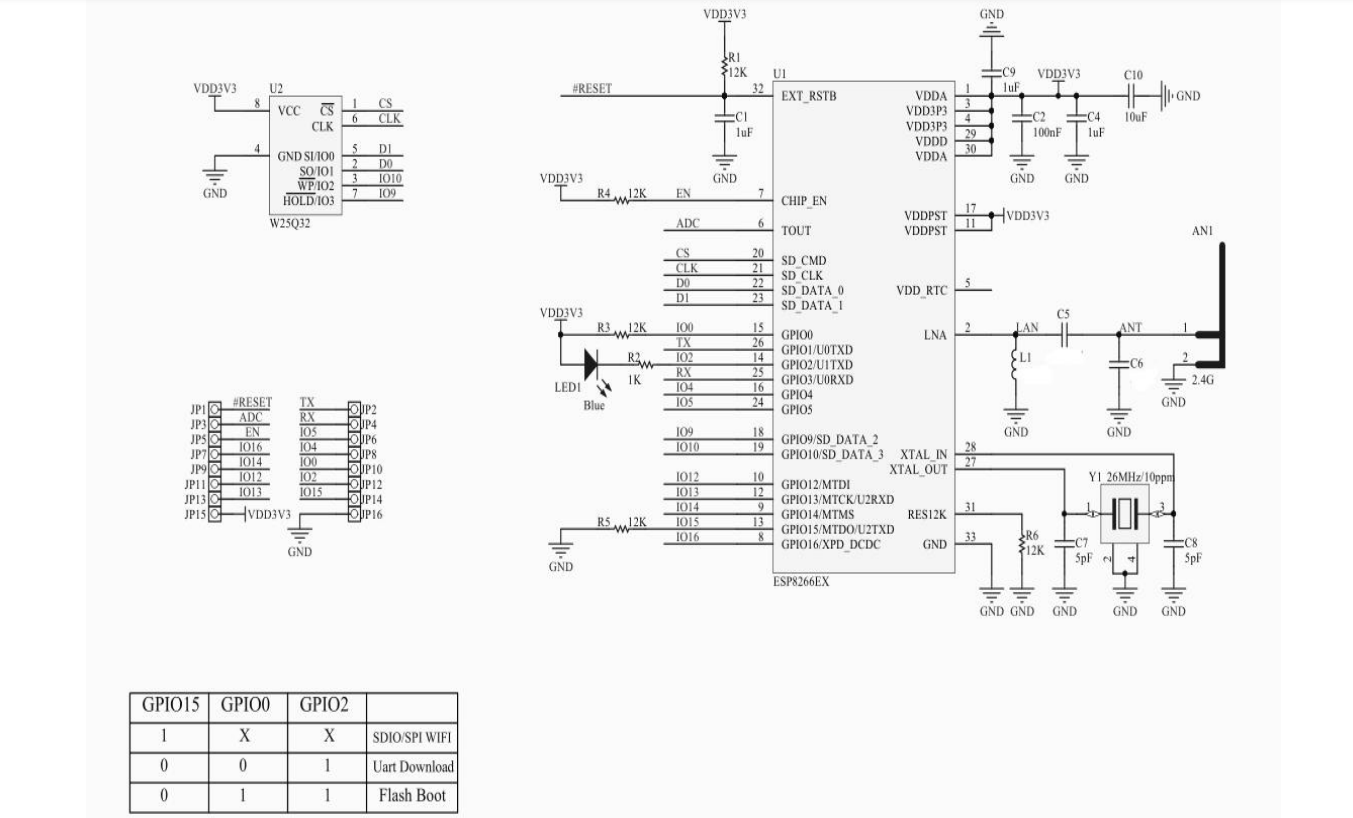 VDD3V3
GND
R1
12K
U1
#RESET
32
EXT_RSTB
C1
1uF
GND
C9
1uF
VDD3V3
C10
10uF
GND
VDDA
1
VDD3P3
3
VDD3P3
4
VDDD
29
VDDA
30
C2
100nF
GND
C4
1uF
GND
VDD3V3
U2
8
VCC
CS
1
CS
CLK
6
CLK
4
GND
SI/IO0
5
D1
SO/IO1
2
D0
WP/IO2
3
IO10
HOLD/IO3
7
IO9
GND
W25Q32
VDD3V3
R4
12K
EN
7
CHIP_EN
ADC
6
TOUT
VDDPST
17
VDDPST
11
VDD3V3
CS
20
SD_CMD
CLK
21
SD_CLK
D0
22
SD_DATA_0
D1
23
SD_DATA_1
VDD_RTC
5
VDD3V3
R3
12K
IO0
15
GPIO0
TX
26
GPIO1/U0TXD
IO2
14
GPIO2/U1TXD
RX
25
GPIO3/U0RXD
IO4
16
GPIO4
IO5
24
GPIO5
LED1
Blue
R2
1K
LNA
2
LAN
L1
GND
C5
ANT
C6
GND
AN1
1
2
2.4G
GND
IO9
18
GPIO9/SD_DATA_2
IO10
19
GPIO10/SD_DATA_3
XTAL_IN
28
XTAL_OUT
27
IO12
10
GPIO12/MTDI
IO13
12
GPIO13/MTCK/U2RXD
IO14
9
GPIO14/MTMS
IO15
13
GPIO15/MTDO/U2TXD
IO16
8
GPIO16/XPD_DCDC
R5
12K
GND
RES12K
31
GND
33
R6
12K
Y1 26MHz/10ppm
1
3
2
4
C7
5pF
C8
5pF
GND
GND
GND
GND
GND
ESP8266EX
JP1
#RESET
TX
JP2
JP3
ADC
RX
JP4
JP5
EN
IO5
JP6
JP7
IO16
IO4
JP8
JP9
IO14
IO0
JP10
JP11
IO12
IO2
JP12
JP13
IO13
IO15
JP14
JP15
VDD3V3
JP16
GND
GPIO15 GPIO0 GPIO2
1 X X SDIO/SPI WIFI
0 0 1 Uart Download
0 1 1 Flash Boot